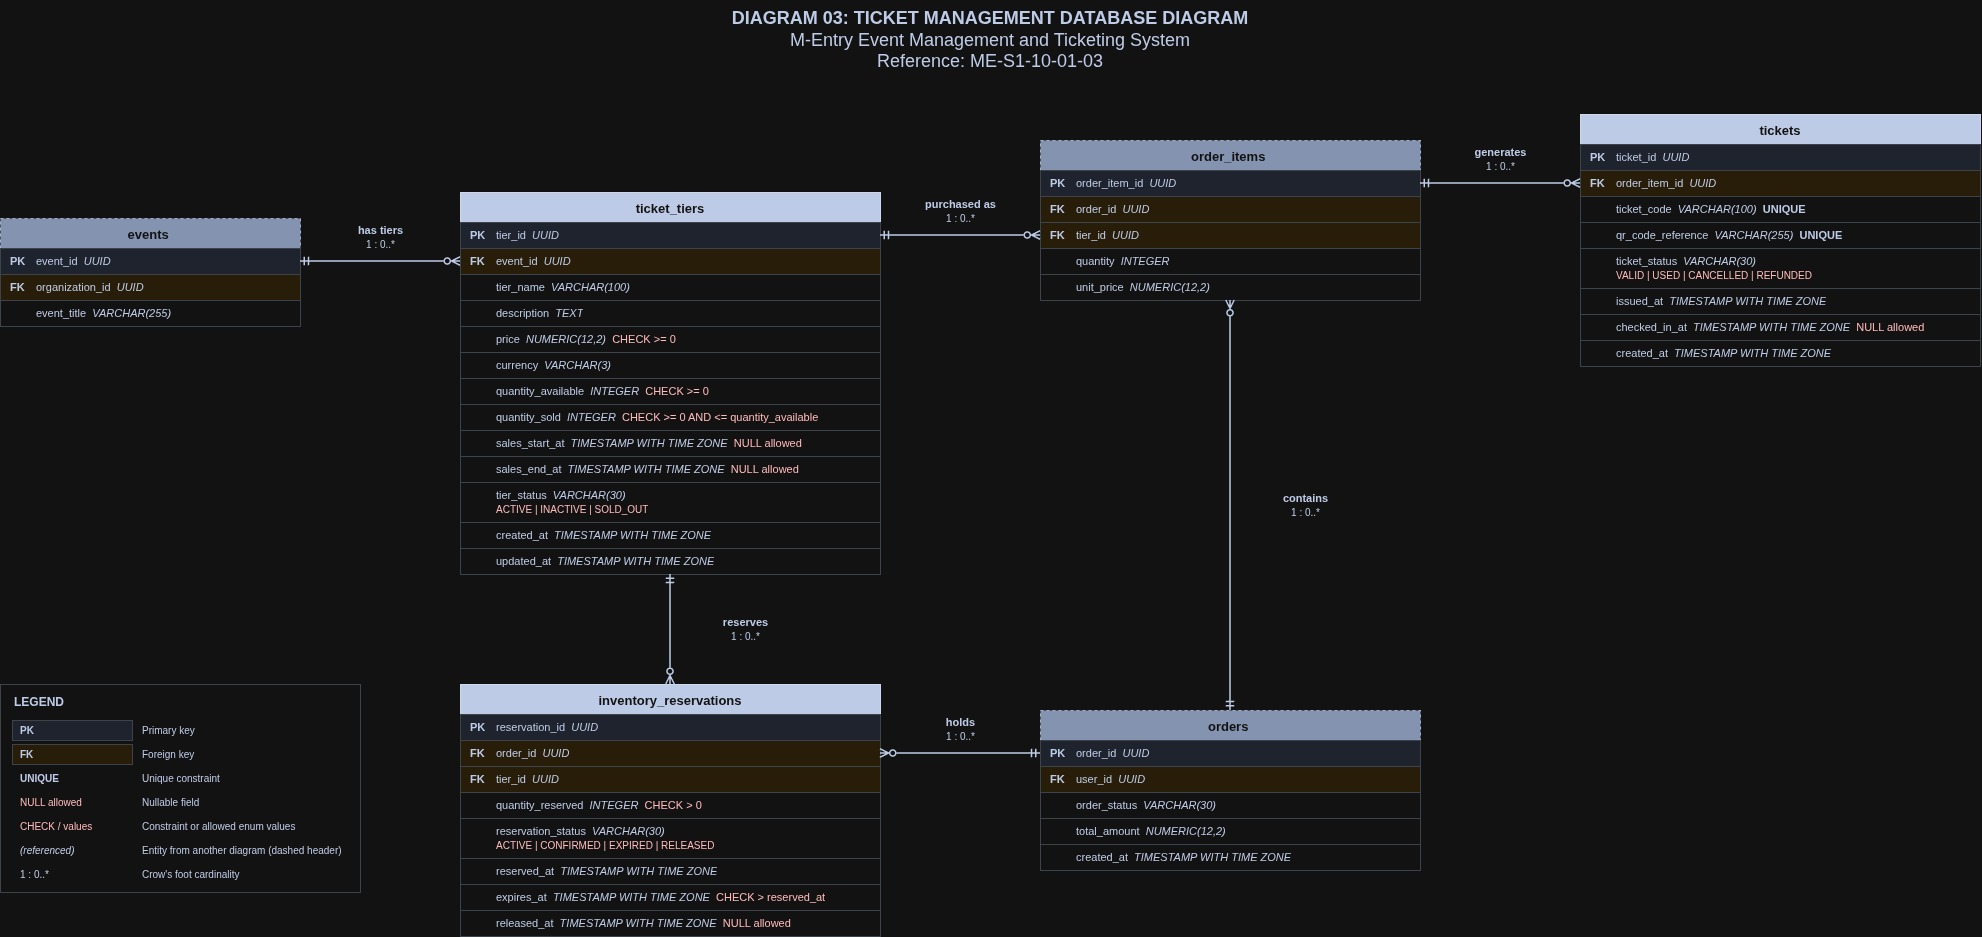 DIAGRAM 03: TICKET MANAGEMENT DATABASE DIAGRAM
M-Entry Event Management and Ticketing System
Reference: ME-S1-10-01-03
events
PK event_id UUID
FK organization_id UUID
event_title VARCHAR(255)
has tiers
1 : 0..*
ticket_tiers
PK tier_id UUID
FK event_id UUID
tier_name VARCHAR(100)
description TEXT
price NUMERIC(12,2) CHECK >= 0
currency VARCHAR(3)
quantity_available INTEGER CHECK >= 0
quantity_sold INTEGER CHECK >= 0 AND <= quantity_available
sales_start_at TIMESTAMP WITH TIME ZONE NULL allowed
sales_end_at TIMESTAMP WITH TIME ZONE NULL allowed
tier_status VARCHAR(30)
ACTIVE | INACTIVE | SOLD_OUT
created_at TIMESTAMP WITH TIME ZONE
updated_at TIMESTAMP WITH TIME ZONE
purchased as
1 : 0..*
order_items
PK order_item_id UUID
FK order_id UUID
FK tier_id UUID
quantity INTEGER
unit_price NUMERIC(12,2)
generates
1 : 0..*
tickets
PK ticket_id UUID
FK order_item_id UUID
ticket_code VARCHAR(100) UNIQUE
qr_code_reference VARCHAR(255) UNIQUE
ticket_status VARCHAR(30)
VALID | USED | CANCELLED | REFUNDED
issued_at TIMESTAMP WITH TIME ZONE
checked_in_at TIMESTAMP WITH TIME ZONE NULL allowed
created_at TIMESTAMP WITH TIME ZONE
contains
1 : 0..*
reserves
1 : 0..*
LEGEND
PK Primary key
FK Foreign key
UNIQUE Unique constraint
NULL allowed Nullable field
CHECK / values Constraint or allowed enum values
(referenced) Entity from another diagram (dashed header)
1 : 0..* Crow's foot cardinality
inventory_reservations
PK reservation_id UUID
FK order_id UUID
FK tier_id UUID
quantity_reserved INTEGER CHECK > 0
reservation_status VARCHAR(30)
ACTIVE | CONFIRMED | EXPIRED | RELEASED
reserved_at TIMESTAMP WITH TIME ZONE
expires_at TIMESTAMP WITH TIME ZONE CHECK > reserved_at
released_at TIMESTAMP WITH TIME ZONE NULL allowed
holds
1 : 0..*
orders
PK order_id UUID
FK user_id UUID
order_status VARCHAR(30)
total_amount NUMERIC(12,2)
created_at TIMESTAMP WITH TIME ZONE